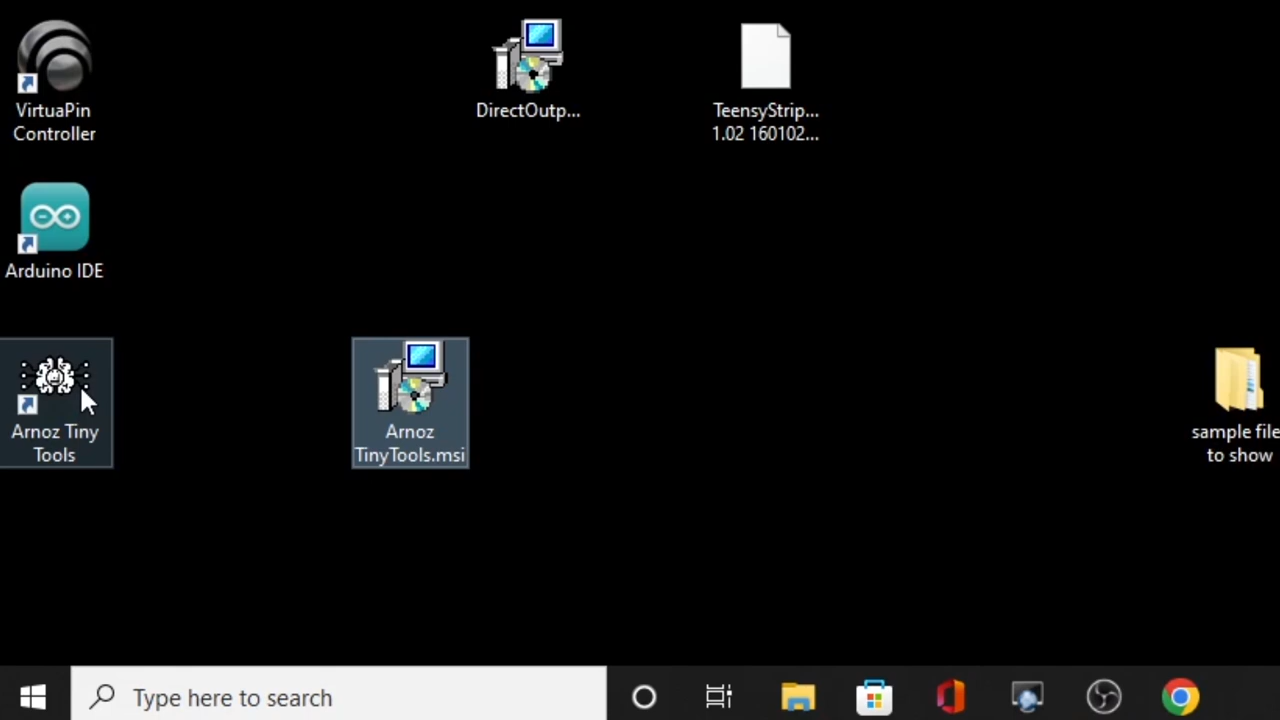 VirtuaPin
Controller
DirectOutp...
TeensyStrip...
1.02 160102...
Arduino IDE
Arnoz Tiny
Tools
Arnoz
TinyTools.msi
sample file
to show
Type here to search